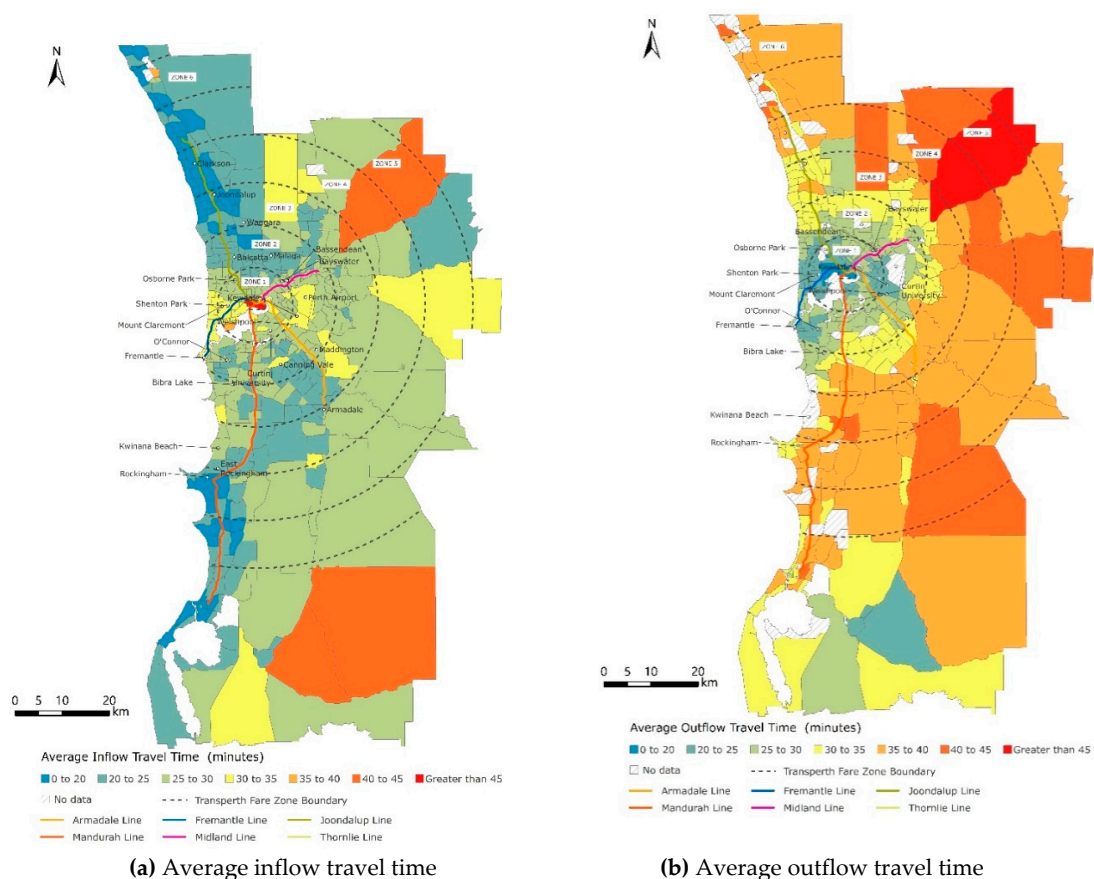 N
ZONE 6
Clarkson
ZONE 5
Joondalup
ZONE 4
ZONE 3
Wangara
ZONE 2
Bassendean
Balcatta
Malaga
Bayswater
Osborne Park
ZONE 1
Kewdale
Perth Airport
Shenton Park
Welshpool
Mount Claremont
O'Connor
Maddington
Fremantle
Canning Vale
Curtin
University
Bibra Lake
Armadale
Kwinana Beach
East
Rockingham
Rockingham
0 5 10 20
km
Average Inflow Travel Time (minutes)
0 to 20 20 to 25 25 to 30 30 to 35 35 to 40 40 to 45 Greater than 45
No data Transperth Fare Zone Boundary
Armadale Line Fremantle Line Joondalup Line
Mandurah Line Midland Line Thornlie Line
(a) Average inflow travel time
N
ZONE 6
ZONE 5
ZONE 4
ZONE 3
ZONE 2
Bayswater
Bassendean
Osborne Park
ZONE 1
Shenton Park
Mount Claremont
Curtin
University
O'Connor
Fremantle
Bibra Lake
Kwinana Beach
Rockingham
0 5 10 20
km
Average Outflow Travel Time (minutes)
0 to 20 20 to 25 25 to 30 30 to 35 35 to 40 40 to 45 Greater than 45
No data Transperth Fare Zone Boundary
Armadale Line Fremantle Line Joondalup Line
Mandurah Line Midland Line Thornlie Line
(b) Average outflow travel time